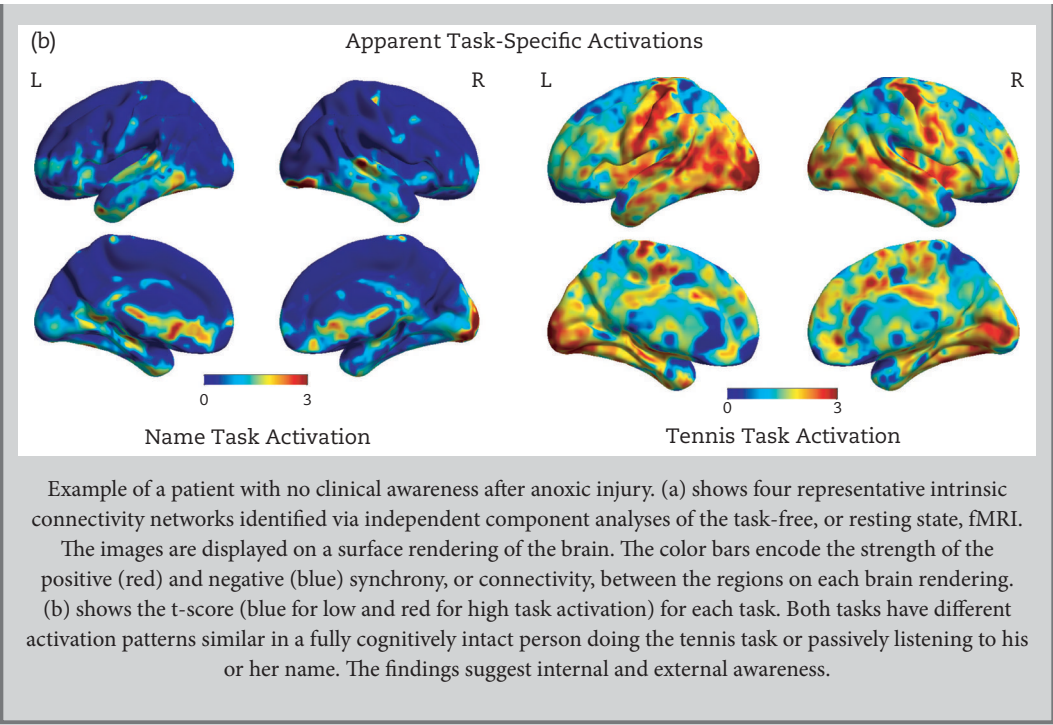 (b) Apparent Task-Specific Activations
L R L R
0 3 0 3
Name Task Activation Tennis Task Activation
Example of a patient with no clinical awareness after anoxic injury. (a) shows four representative intrinsic
connectivity networks identified via independent component analyses of the task-free, or resting state, fMRI.
The images are displayed on a surface rendering of the brain. The color bars encode the strength of the
positive (red) and negative (blue) synchrony, or connectivity, between the regions on each brain rendering.
(b) shows the t-score (blue for low and red for high task activation) for each task. Both tasks have different
activation patterns similar in a fully cognitively intact person doing the tennis task or passively listening to his
or her name. The findings suggest internal and external awareness.